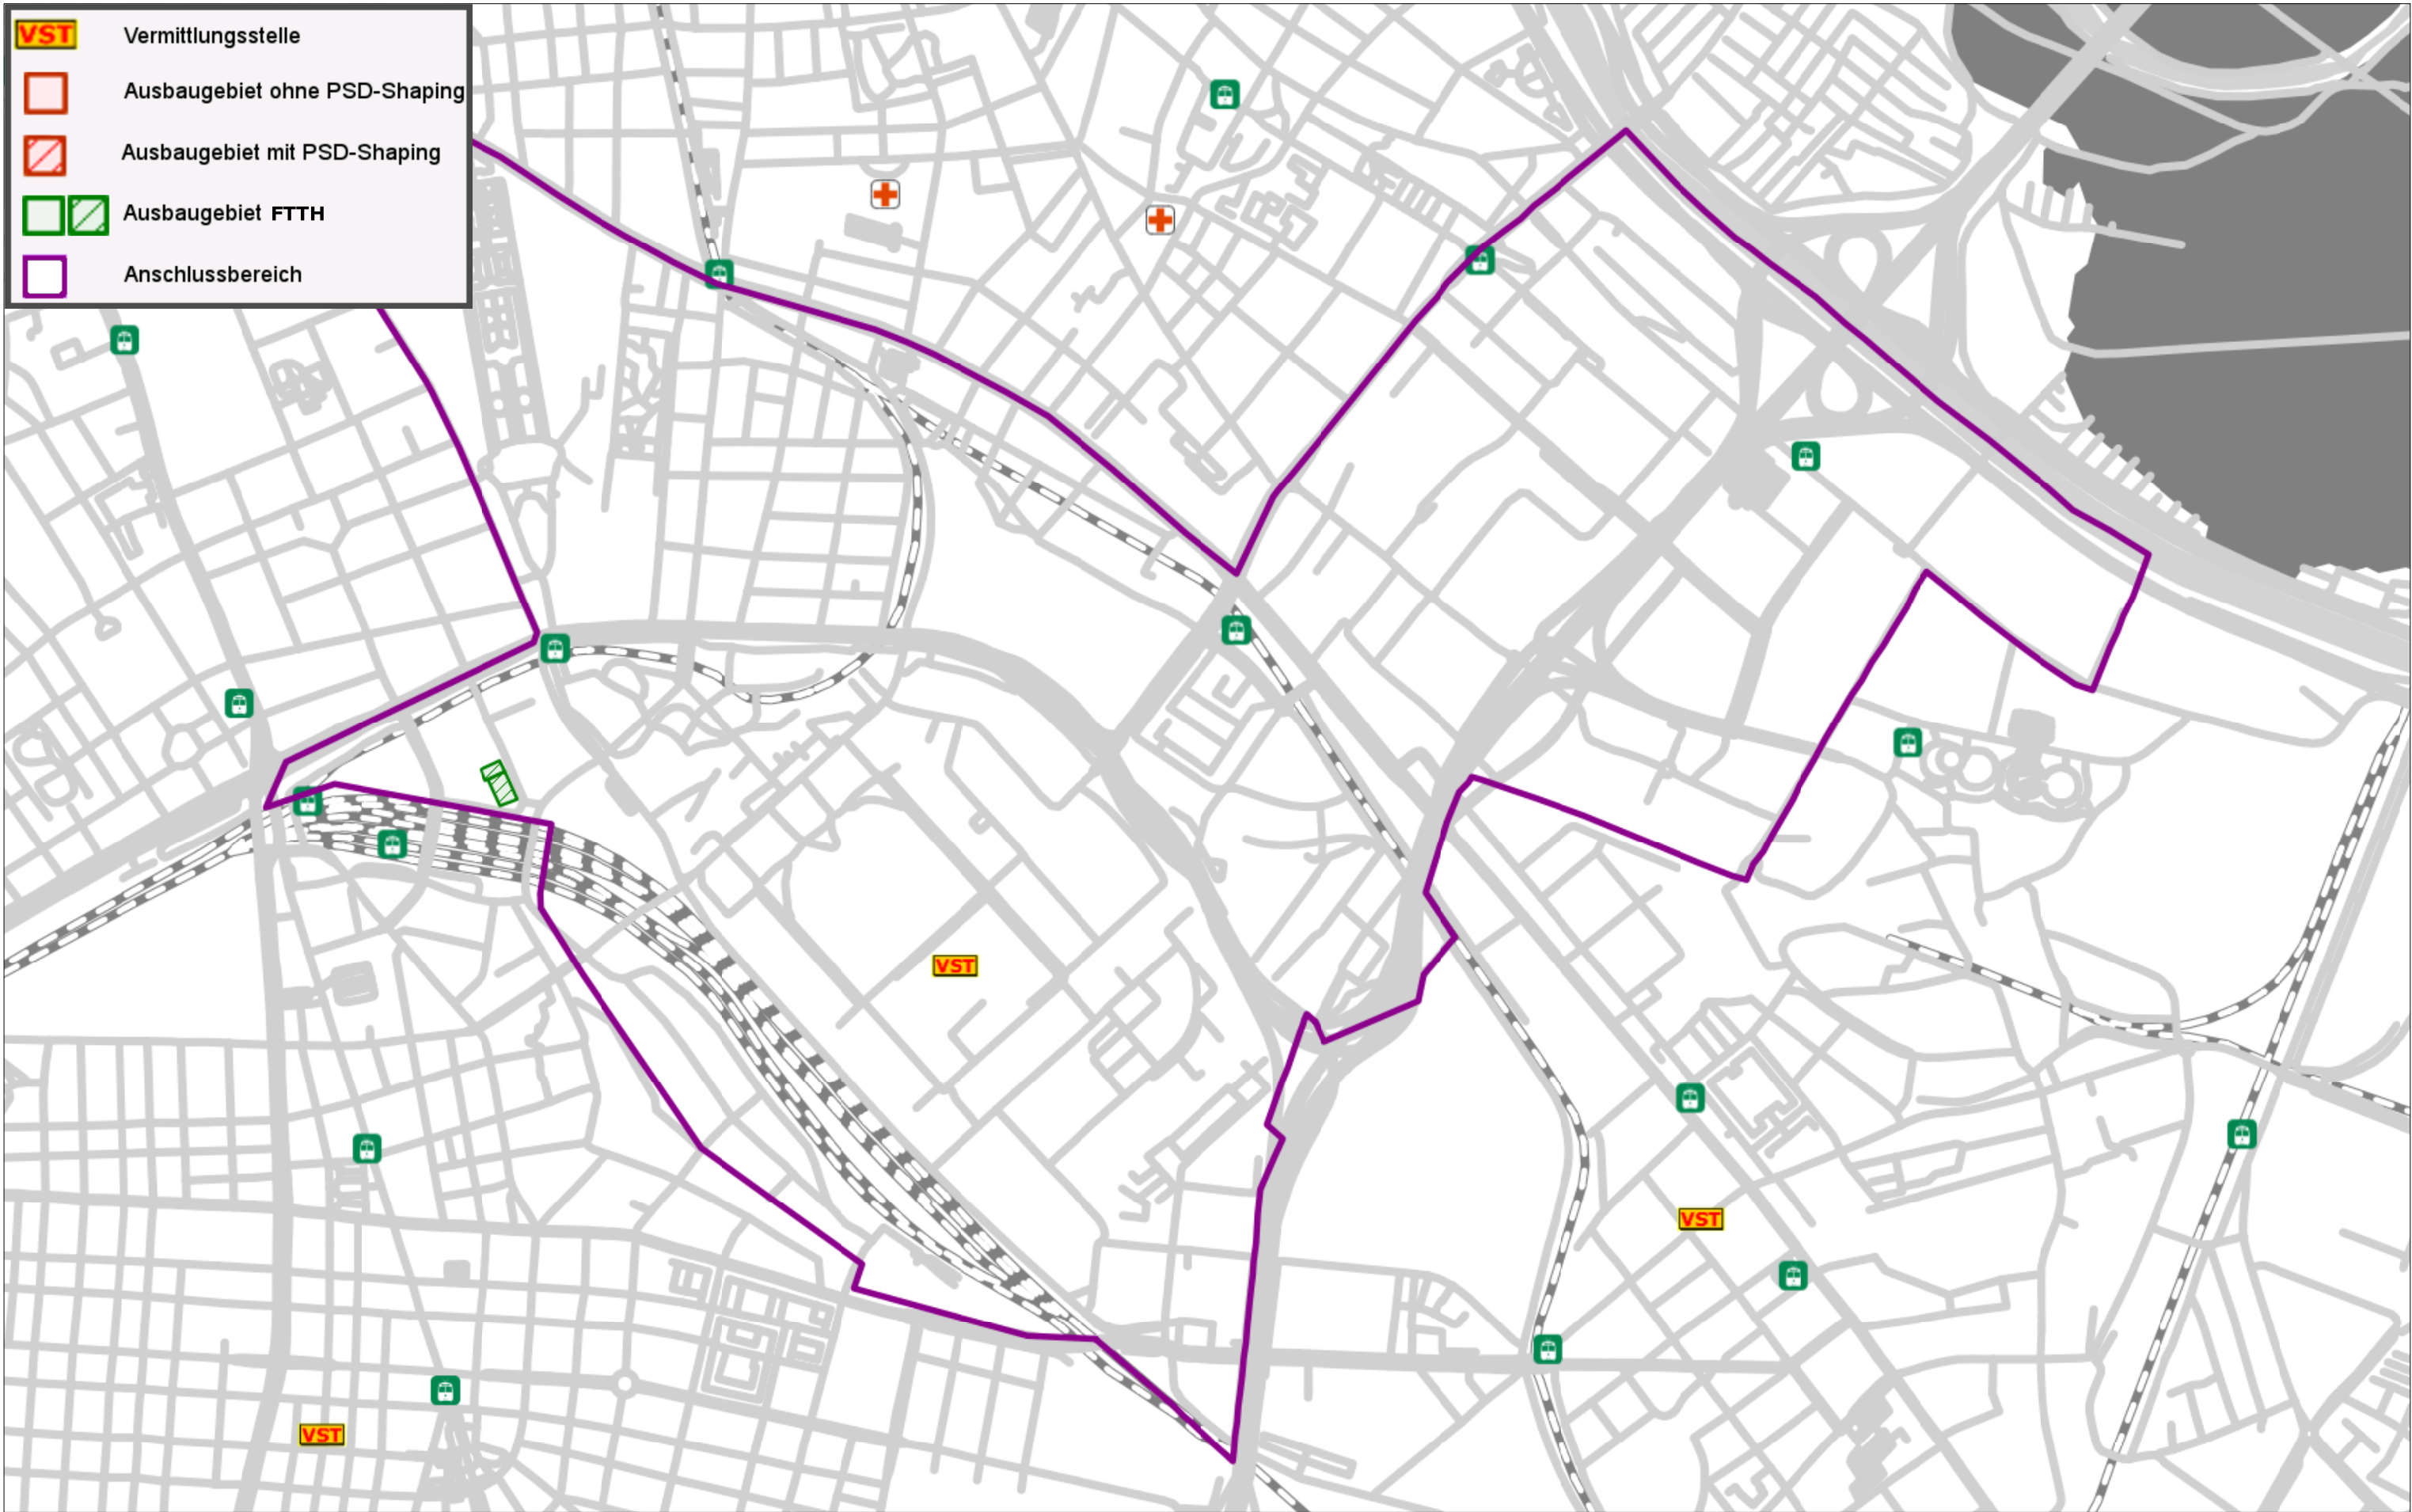 VST Vermittlungsstelle
Ausbaugebiet ohne PSD-Shaping
Ausbaugebiet mit PSD-Shaping
Ausbaugebiet FTTH
Anschlussbereich
VST
VST
VST